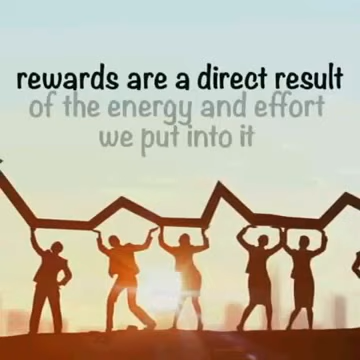 rewards are a direct result
of the energy and effort
we put into it